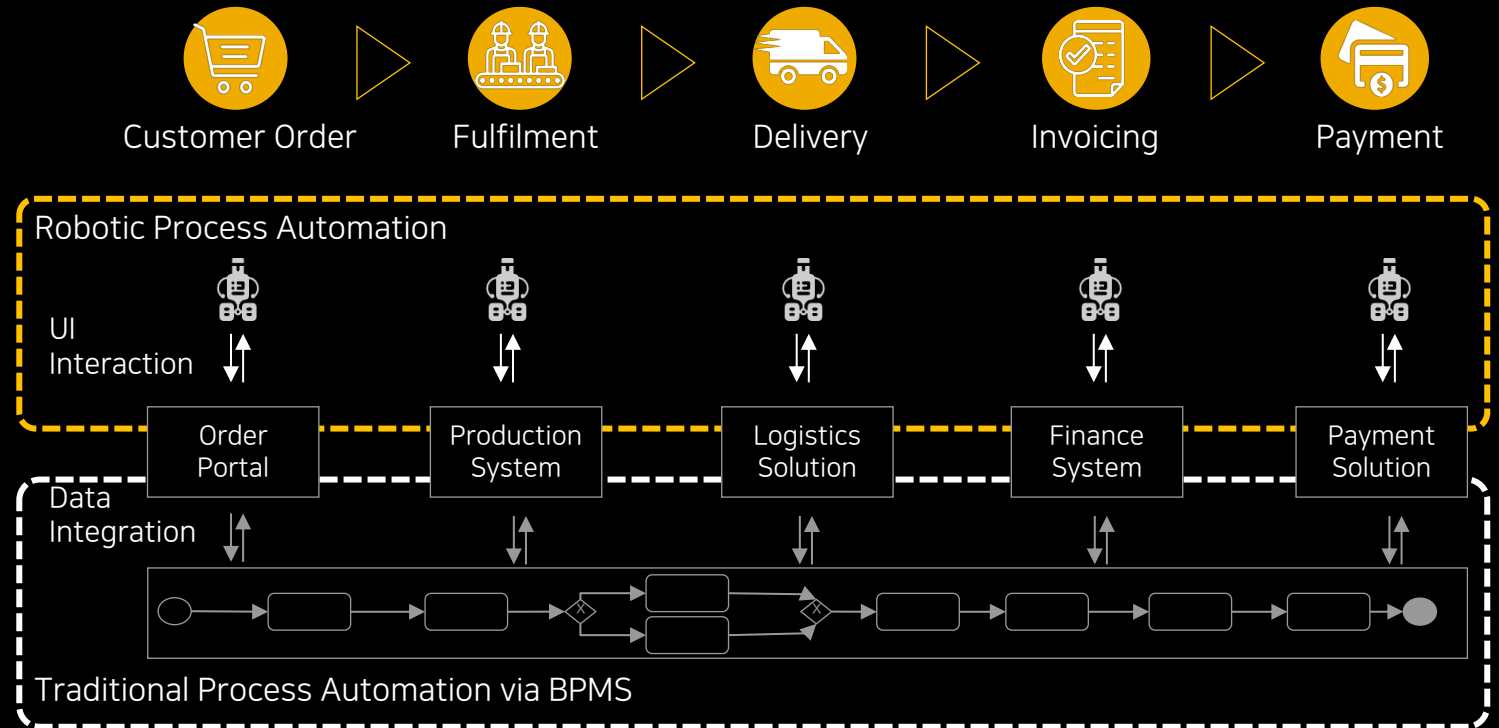 Customer Order
Fulfilment
Delivery
Invoicing
Payment
Robotic Process Automation
UI
Interaction
Order
Portal
Production
System
Logistics
Solution
Finance
System
Payment
Solution
Data
Integration
X
X
Traditional Process Automation via BPMS